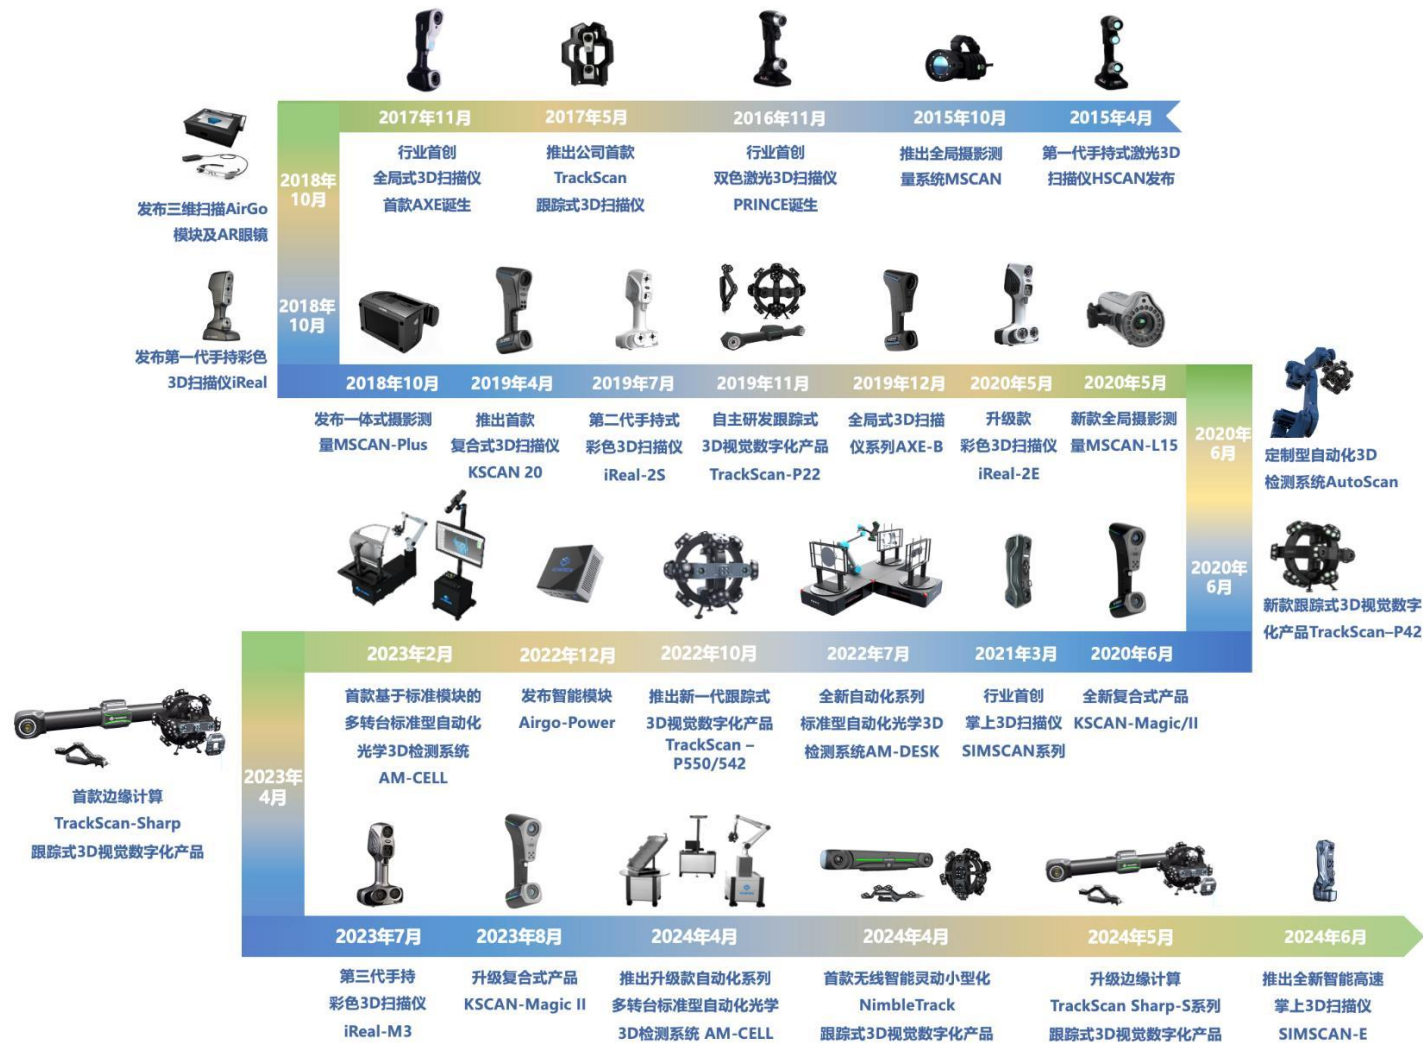 2017年11月
2017年5月
2016年11月
2015年10月
2015年4月
行业首创
全局式3D扫描仪
首款AXE诞生
推出公司首款
TrackScan
跟踪式3D扫描仪
行业首创
双色激光3D扫描仪
PRINCE诞生
推出全局摄影测
量系统MSCAN
第一代手持式激光3D
扫描仪HSCAN发布
2018年
10月
发布三维扫描AirGo
模块及AR眼镜
2018年
10月
发布第一代手持彩色
3D扫描仪iReal
2018年10月
2019年4月
2019年7月
2019年11月
2019年12月
2020年5月
2020年5月
发布一体式摄影测
量MSCAN-Plus
推出首款
复合式3D扫描仪
KSCAN 20
第二代手持式
彩色3D扫描仪
iReal-2S
自主研发跟踪式
3D视觉数字化产品
TrackScan-P22
全局式3D扫描
仪系列AXE-B
升级款
彩色3D扫描仪
iReal-2E
新款全局摄影测
量MSCAN-L15
2020年
6月
定制型自动化3D
检测系统AutoScan
2020年
6月
新款跟踪式3D视觉数字
化产品TrackScan–P42
2023年2月
2022年12月
2022年10月
2022年7月
2021年3月
2020年6月
首款基于标准模块的
多转台标准型自动化
光学3D检测系统
AM-CELL
发布智能模块
Airgo-Power
推出新一代跟踪式
3D视觉数字化产品
TrackScan –
P550/542
全新自动化系列
标准型自动化光学3D
检测系统AM-DESK
行业首创
掌上3D扫描仪
SIMSCAN系列
全新复合式产品
KSCAN-Magic/II
2023年
4月
首款边缘计算
TrackScan-Sharp
跟踪式3D视觉数字化产品
2023年7月
2023年8月
2024年4月
2024年4月
2024年5月
2024年6月
第三代手持
彩色3D扫描仪
iReal-M3
升级复合式产品
KSCAN-Magic II
推出升级款自动化系列
多转台标准型自动化光学
3D检测系统 AM-CELL
首款无线智能灵动小型化
NimbleTrack
跟踪式3D视觉数字化产品
升级边缘计算
TrackScan Sharp-S系列
跟踪式3D视觉数字化产品
推出全新智能高速
掌上3D扫描仪
SIMSCAN-E